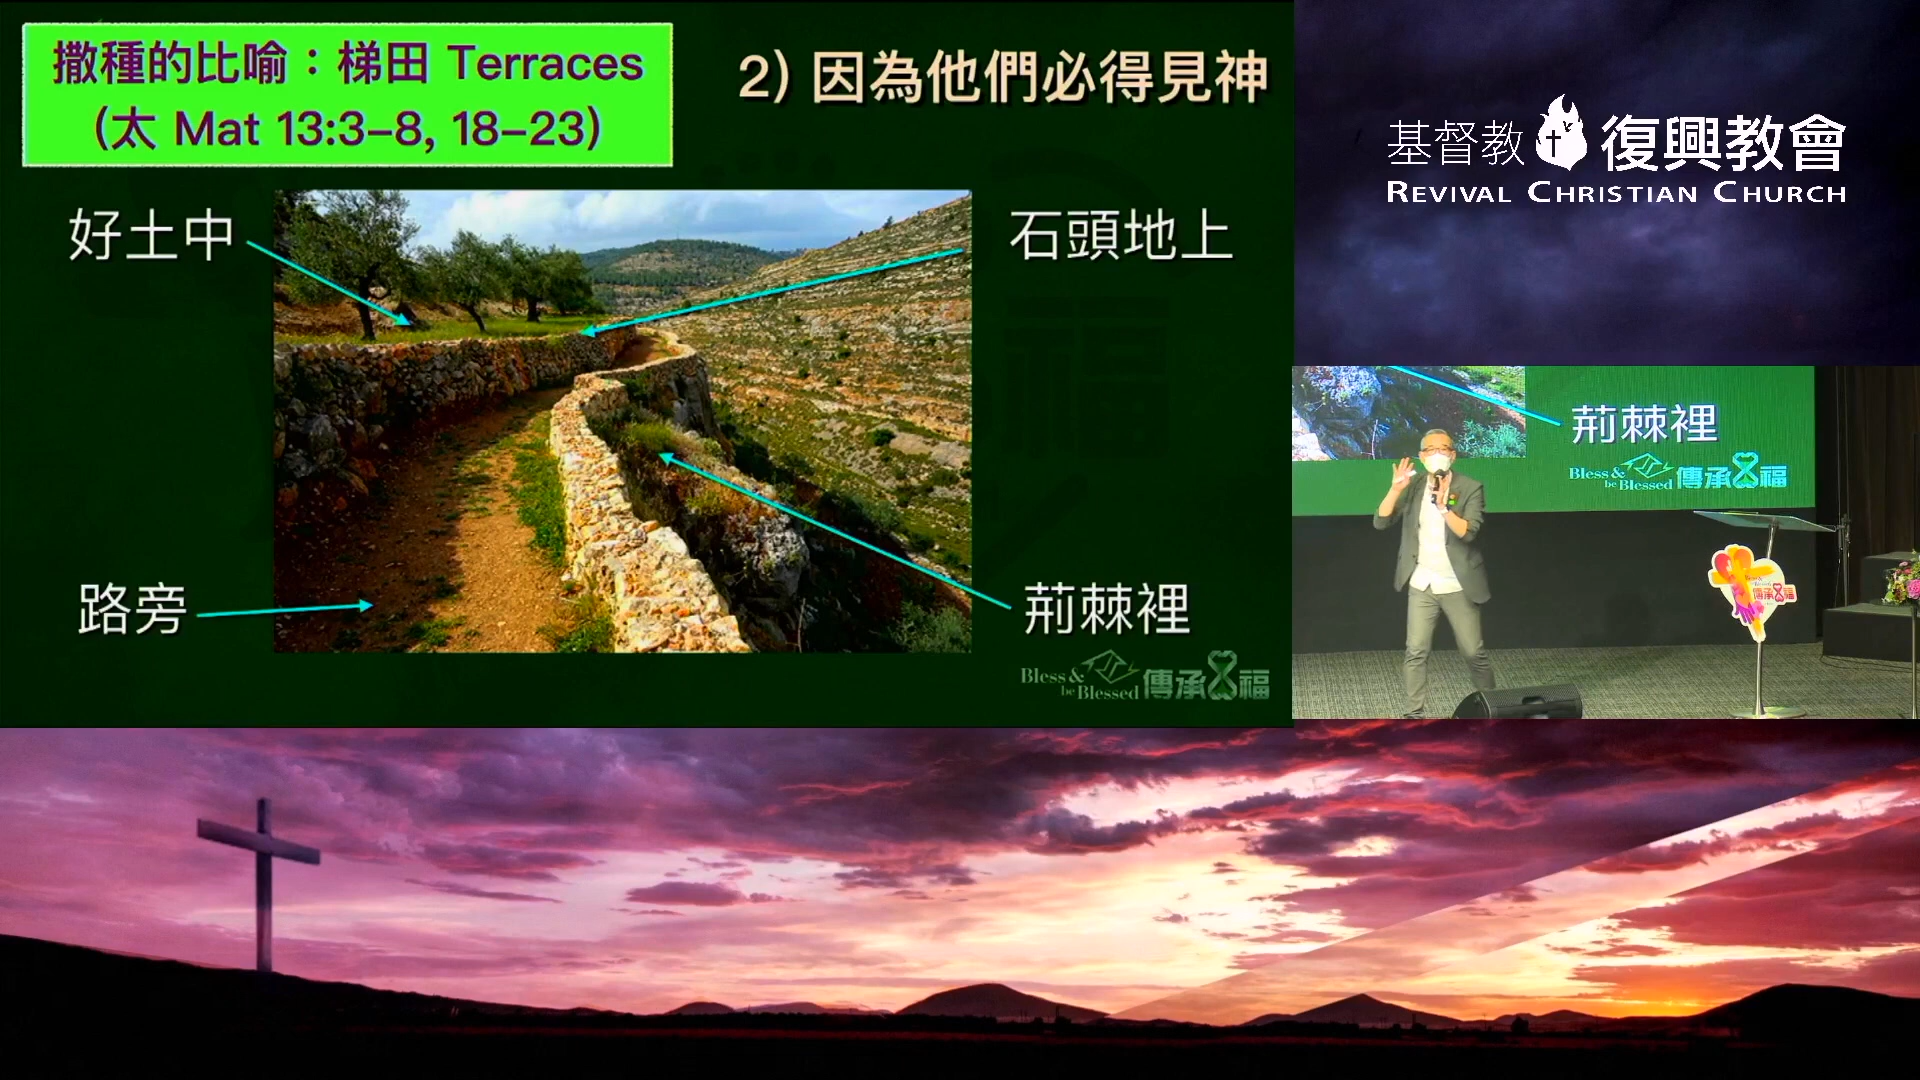 撒種的比喻：梯田 Terraces
(太 Mat 13:3-8, 18-23)
2) 因為他們必得見神
好土中
石頭地上
路旁
荊棘裡
Bless &
be Blessed 傳承 福
基督教 復興教會
REVIVAL CHRISTIAN CHURCH
荊棘裡
Bless &
be Blessed 傳承 福
傳承 福